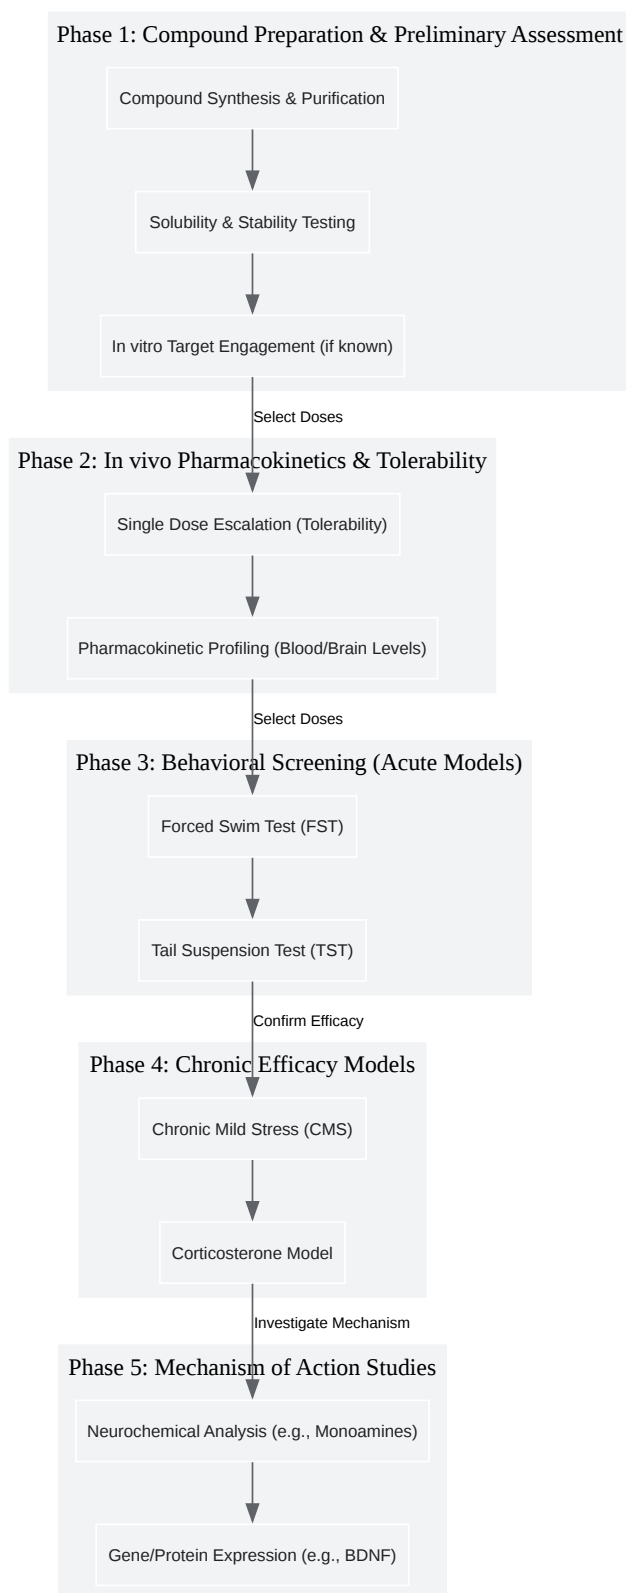 Phase 1: Compound Preparation & Preliminary Assessment
Compound Synthesis & Purification
Solubility & Stability Testing
In vitro Target Engagement (if known)
Select Doses
Phase 2: In vivo Pharmacokinetics & Tolerability
Single Dose Escalation (Tolerability)
Pharmacokinetic Profiling (Blood/Brain Levels)
Select Doses
Phase 3: Behavioral Screening (Acute Models)
Forced Swim Test (FST)
Tail Suspension Test (TST)
Confirm Efficacy
Phase 4: Chronic Efficacy Models
Chronic Mild Stress (CMS)
Corticosterone Model
Investigate Mechanism
Phase 5: Mechanism of Action Studies
Neurochemical Analysis (e.g., Monoamines)
Gene/Protein Expression (e.g., BDNF)